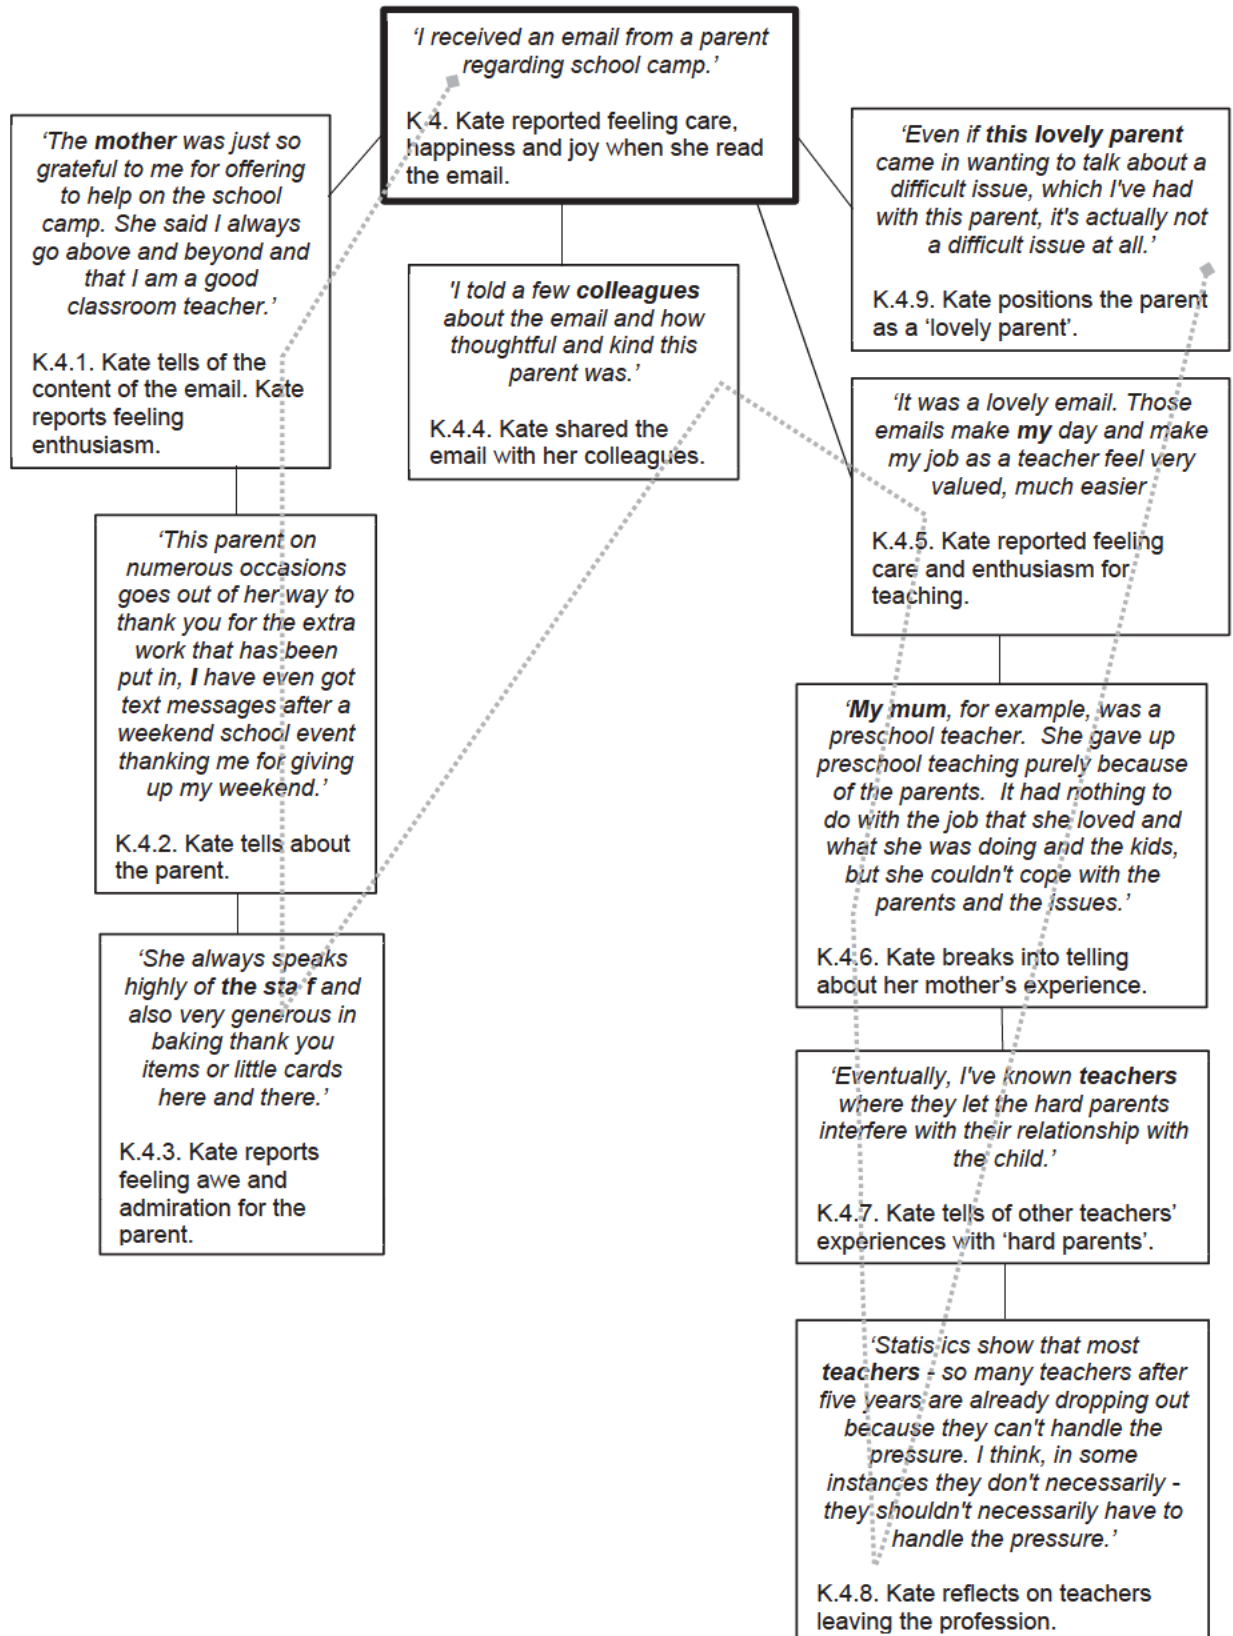 ‘I received an email from a parent
regarding school camp.’
K.4. Kate reported feeling care,
happiness and joy when she read
the email.
‘The mother was just so
grateful to me for offering
to help on the school
camp. She said I always
go above and beyond and
that I am a good
classroom teacher.’
K.4.1. Kate tells of the
content of the email. Kate
reports feeling
enthusiasm.
‘This parent on
numerous occasions
goes out of her way to
thank you for the extra
work that has been
put in, I have even got
text messages after a
weekend school event
thanking me for giving
up my weekend.’
K.4.2. Kate tells about
the parent.
‘She always speaks
highly of the sta f and
also very generous in
baking thank you
items or little cards
here and there.’
K.4.3. Kate reports
feeling awe and
admiration for the
parent.
'I told a few colleagues
about the email and how
thoughtful and kind this
parent was.’
K.4.4. Kate shared the
email with her colleagues.
‘Even if this lovely parent
came in wanting to talk about a
difficult issue, which I've had
with this parent, it's actually not
a difficult issue at all.’
K.4.9. Kate positions the parent
as a ‘lovely parent’.
‘It was a lovely email. Those
emails make my day and make
my job as a teacher feel very
valued, much easier
K.4.5. Kate reported feeling
care and enthusiasm for
teaching.
‘My mum, for example, was a
preschool teacher.  She gave up
preschool teaching purely because
of the parents.  It had nothing to
do with the job that she loved and
what she was doing and the kids,
but she couldn't cope with the
parents and the issues.’
K.4.6. Kate breaks into telling
about her mother’s experience.
‘Eventually, I've known teachers
where they let the hard parents
interfere with their relationship with
the child.’
K.4.7. Kate tells of other teachers’
experiences with ‘hard parents’.
‘Statis ics show that most
teachers - so many teachers after
five years are already dropping out
because they can't handle the
pressure. I think, in some
instances they don't necessarily -
they shouldn't necessarily have to
handle the pressure.’
K.4.8. Kate reflects on teachers
leaving the profession.